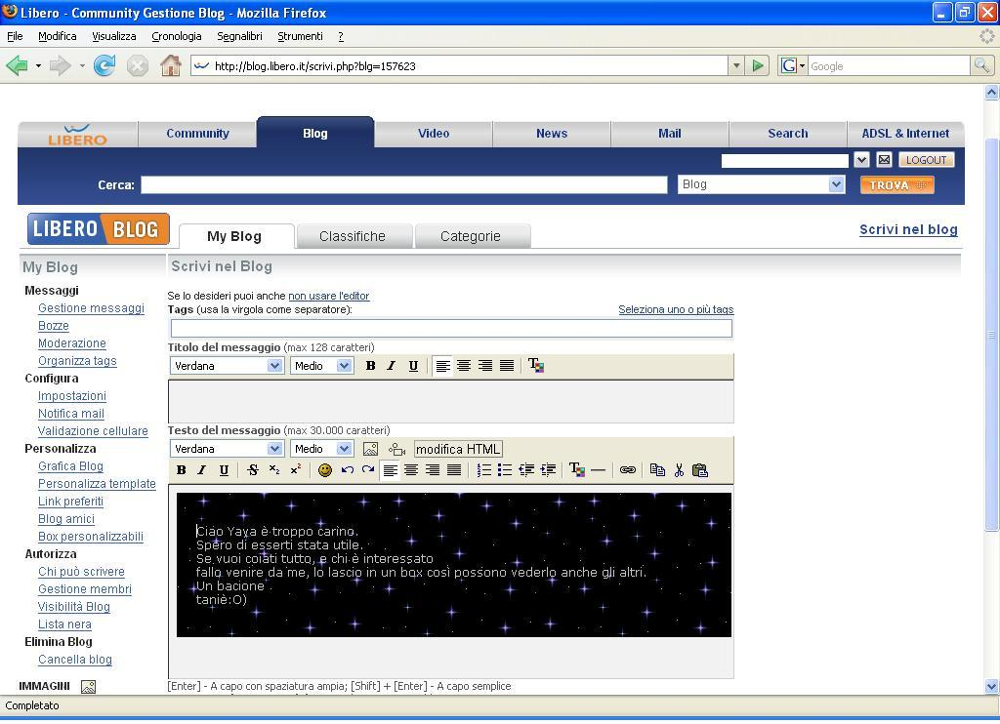 Libero - Community Gestione Blog - Mozilla Firefox
File Modifica Visualizza Cronologia Segnalibri Strumenti ?
http://blog.libero.it/scrivi.php?blg=157623
G Google
LIBERO Community Blog Video News Mail Search ADSL & Internet
LOGOUT
Cerca: Blog TROVA
LIBERO BLOG My Blog Classifiche Categorie Scrivi nel blog
My Blog
Messaggi
Gestione messaggi
Bozze
Moderazione
Organizza tags
Configura
Impostazioni
Notifica mail
Validazione cellulare
Personalizza
Grafica Blog
Personalizza template
Link preferiti
Blog amici
Box personalizzabili
Autorizza
Chi può scrivere
Gestione membri
Visibilità Blog
Lista nera
Elimina Blog
Cancella blog
IMMAGINI
Scrivi nel Blog
Se lo desideri puoi anche non usare l'editor
Tags (usa la virgola come separatore): Seleziona uno o più tags
Titolo del messaggio (max 128 caratteri)
Verdana Medio B I U T
Testo del messaggio (max 30.000 caratteri)
Verdana Medio modifica HTML
B I U S x₂ x² T
Ciao Yaya è troppo carino.
Spero di esserti stata utile.
Se vuoi coiati tutto, e chi è interessato
fallo venire da me, lo lascio in un box così possono vederlo anche gli altri.
Un bacione
taniè:O)
[Enter] - A capo con spaziatura ampia; [Shift] + [Enter] - A capo semplice
Completato